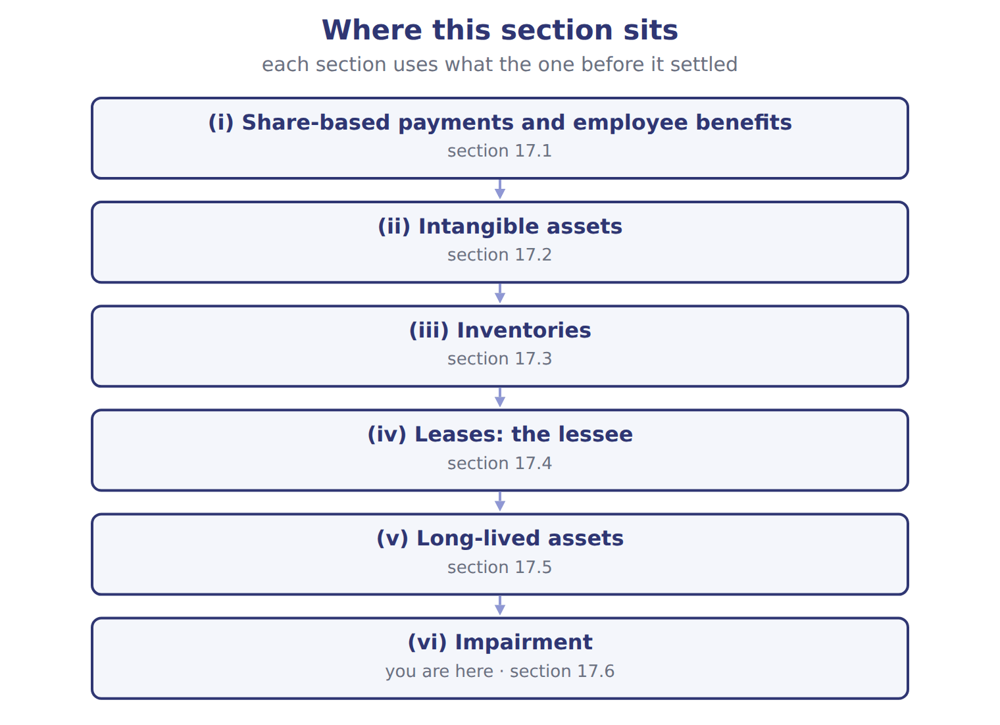 Where this section sits
each section uses what the one before it settled
(i) Share-based payments and employee benefits
section 17.1
(ii) Intangible assets
section 17.2
(iii) Inventories
section 17.3
(iv) Leases: the lessee
section 17.4
(v) Long-lived assets
section 17.5
(vi) Impairment
you are here · section 17.6